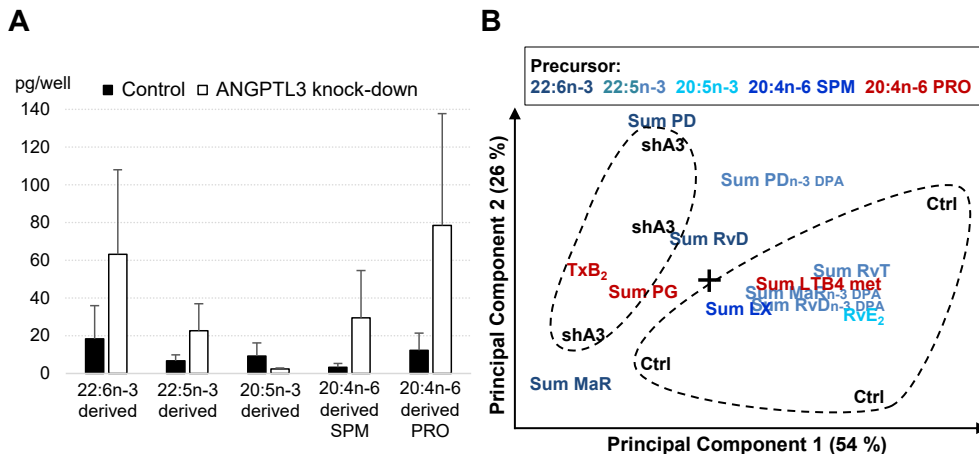 A
pg/well
Control ANGPTL3 knock-down
140
120
100
80
60
40
20
0
22:6n-3 derived
22:5n-3 derived
20:5n-3 derived
20:4n-6 derived SPM
20:4n-6 derived PRO
B
Precursor:
22:6n-3 22:5n-3 20:5n-3 20:4n-6 SPM 20:4n-6 PRO
Sum PD
shA3
Sum PDn-3 DPA
Ctrl
shA3
Sum RvD
TxB2
Sum PG
Sum RvT
Sum LTB4 met
Sum MaRn-3 DPA
Sum RvDn-3 DPA
Sum LX
RvE2
shA3
Ctrl
Sum MaR
Ctrl
Principal Component 2 (26 %)
Principal Component 1 (54 %)